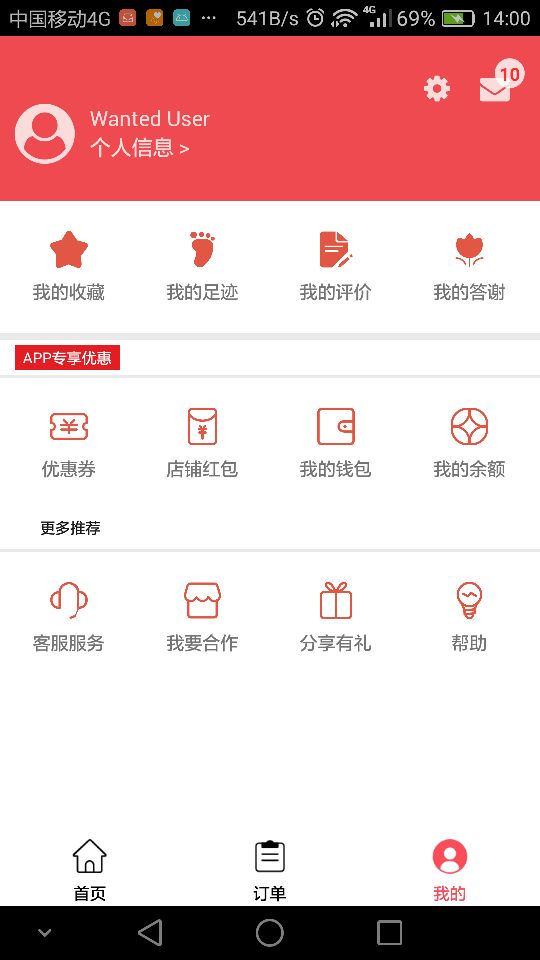 中国移动4G ··· 541B/s 4G 69% 14:00
10
Wanted User
个人信息 >
我的收藏 我的足迹 我的评价 我的答谢
APP专享优惠
优惠券 店铺红包 我的钱包 我的余额
更多推荐
客服服务 我要合作 分享有礼 帮助
首页 订单 我的